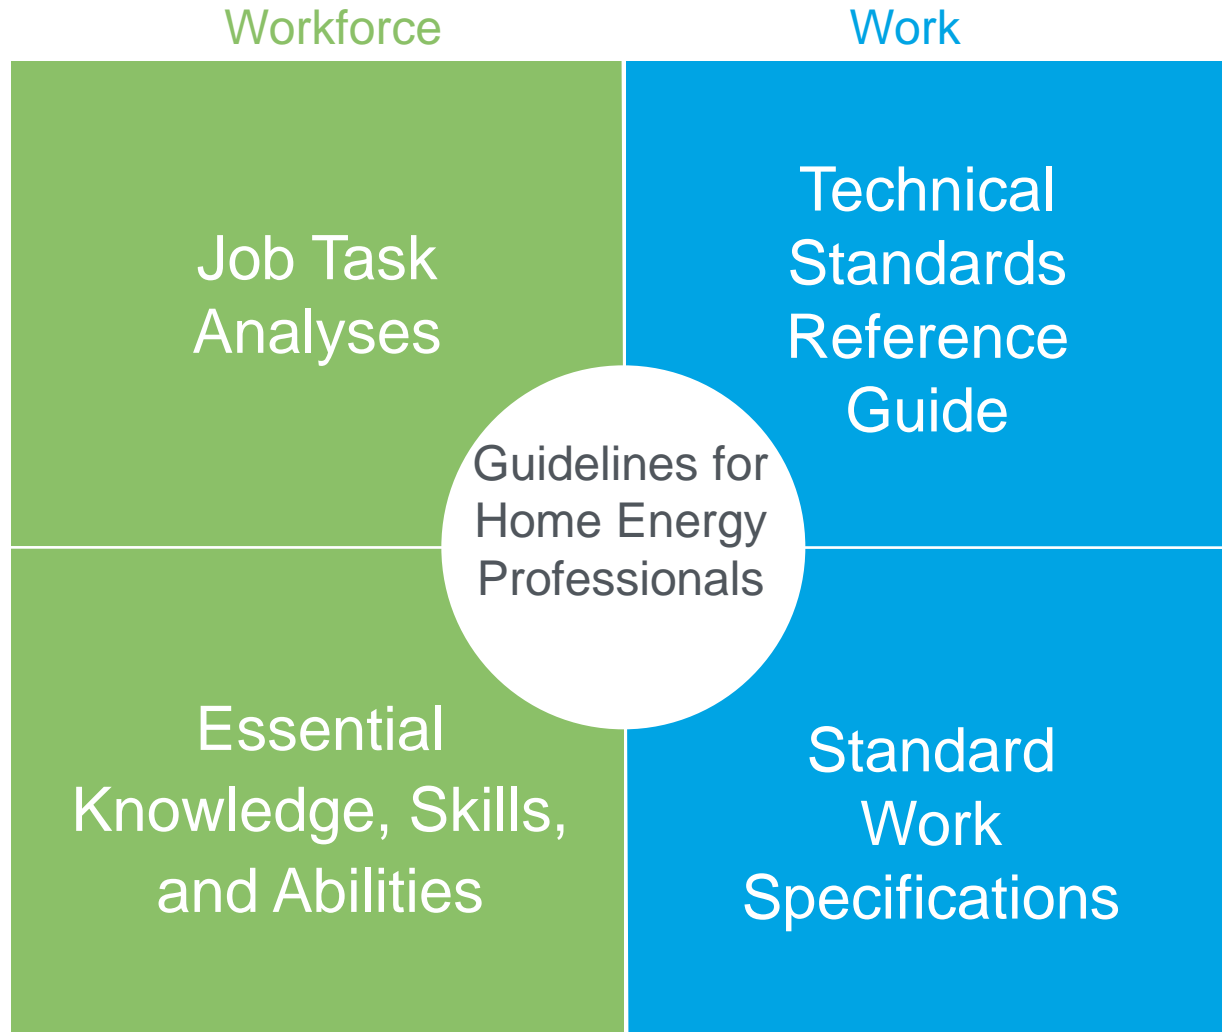 Workforce
Work
Job Task
Analyses
Technical
Standards
Reference
Guide
Guidelines for
Home Energy
Professionals
Essential
Knowledge, Skills,
and Abilities
Standard
Work
Specifications